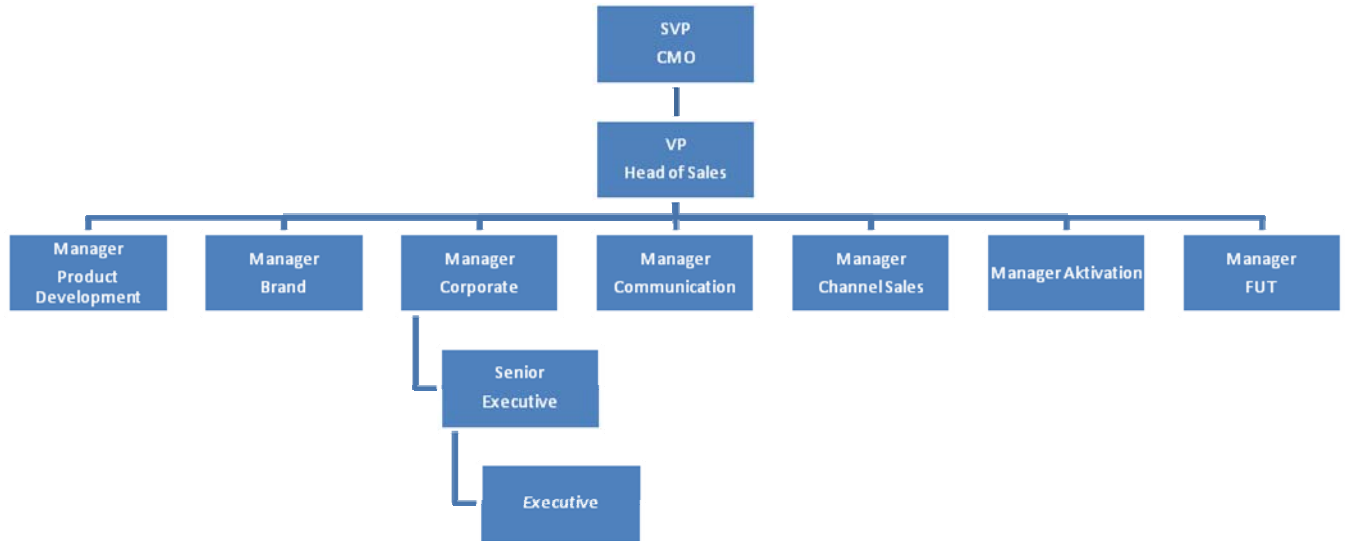 SVP
CMO
VP
Head of Sales
Manager
Product
Development
Manager
Brand
Manager
Corporate
Manager
Communication
Manager
Channel Sales
Manager Aktivation
Manager
FUT
Senior
Executive
Executive